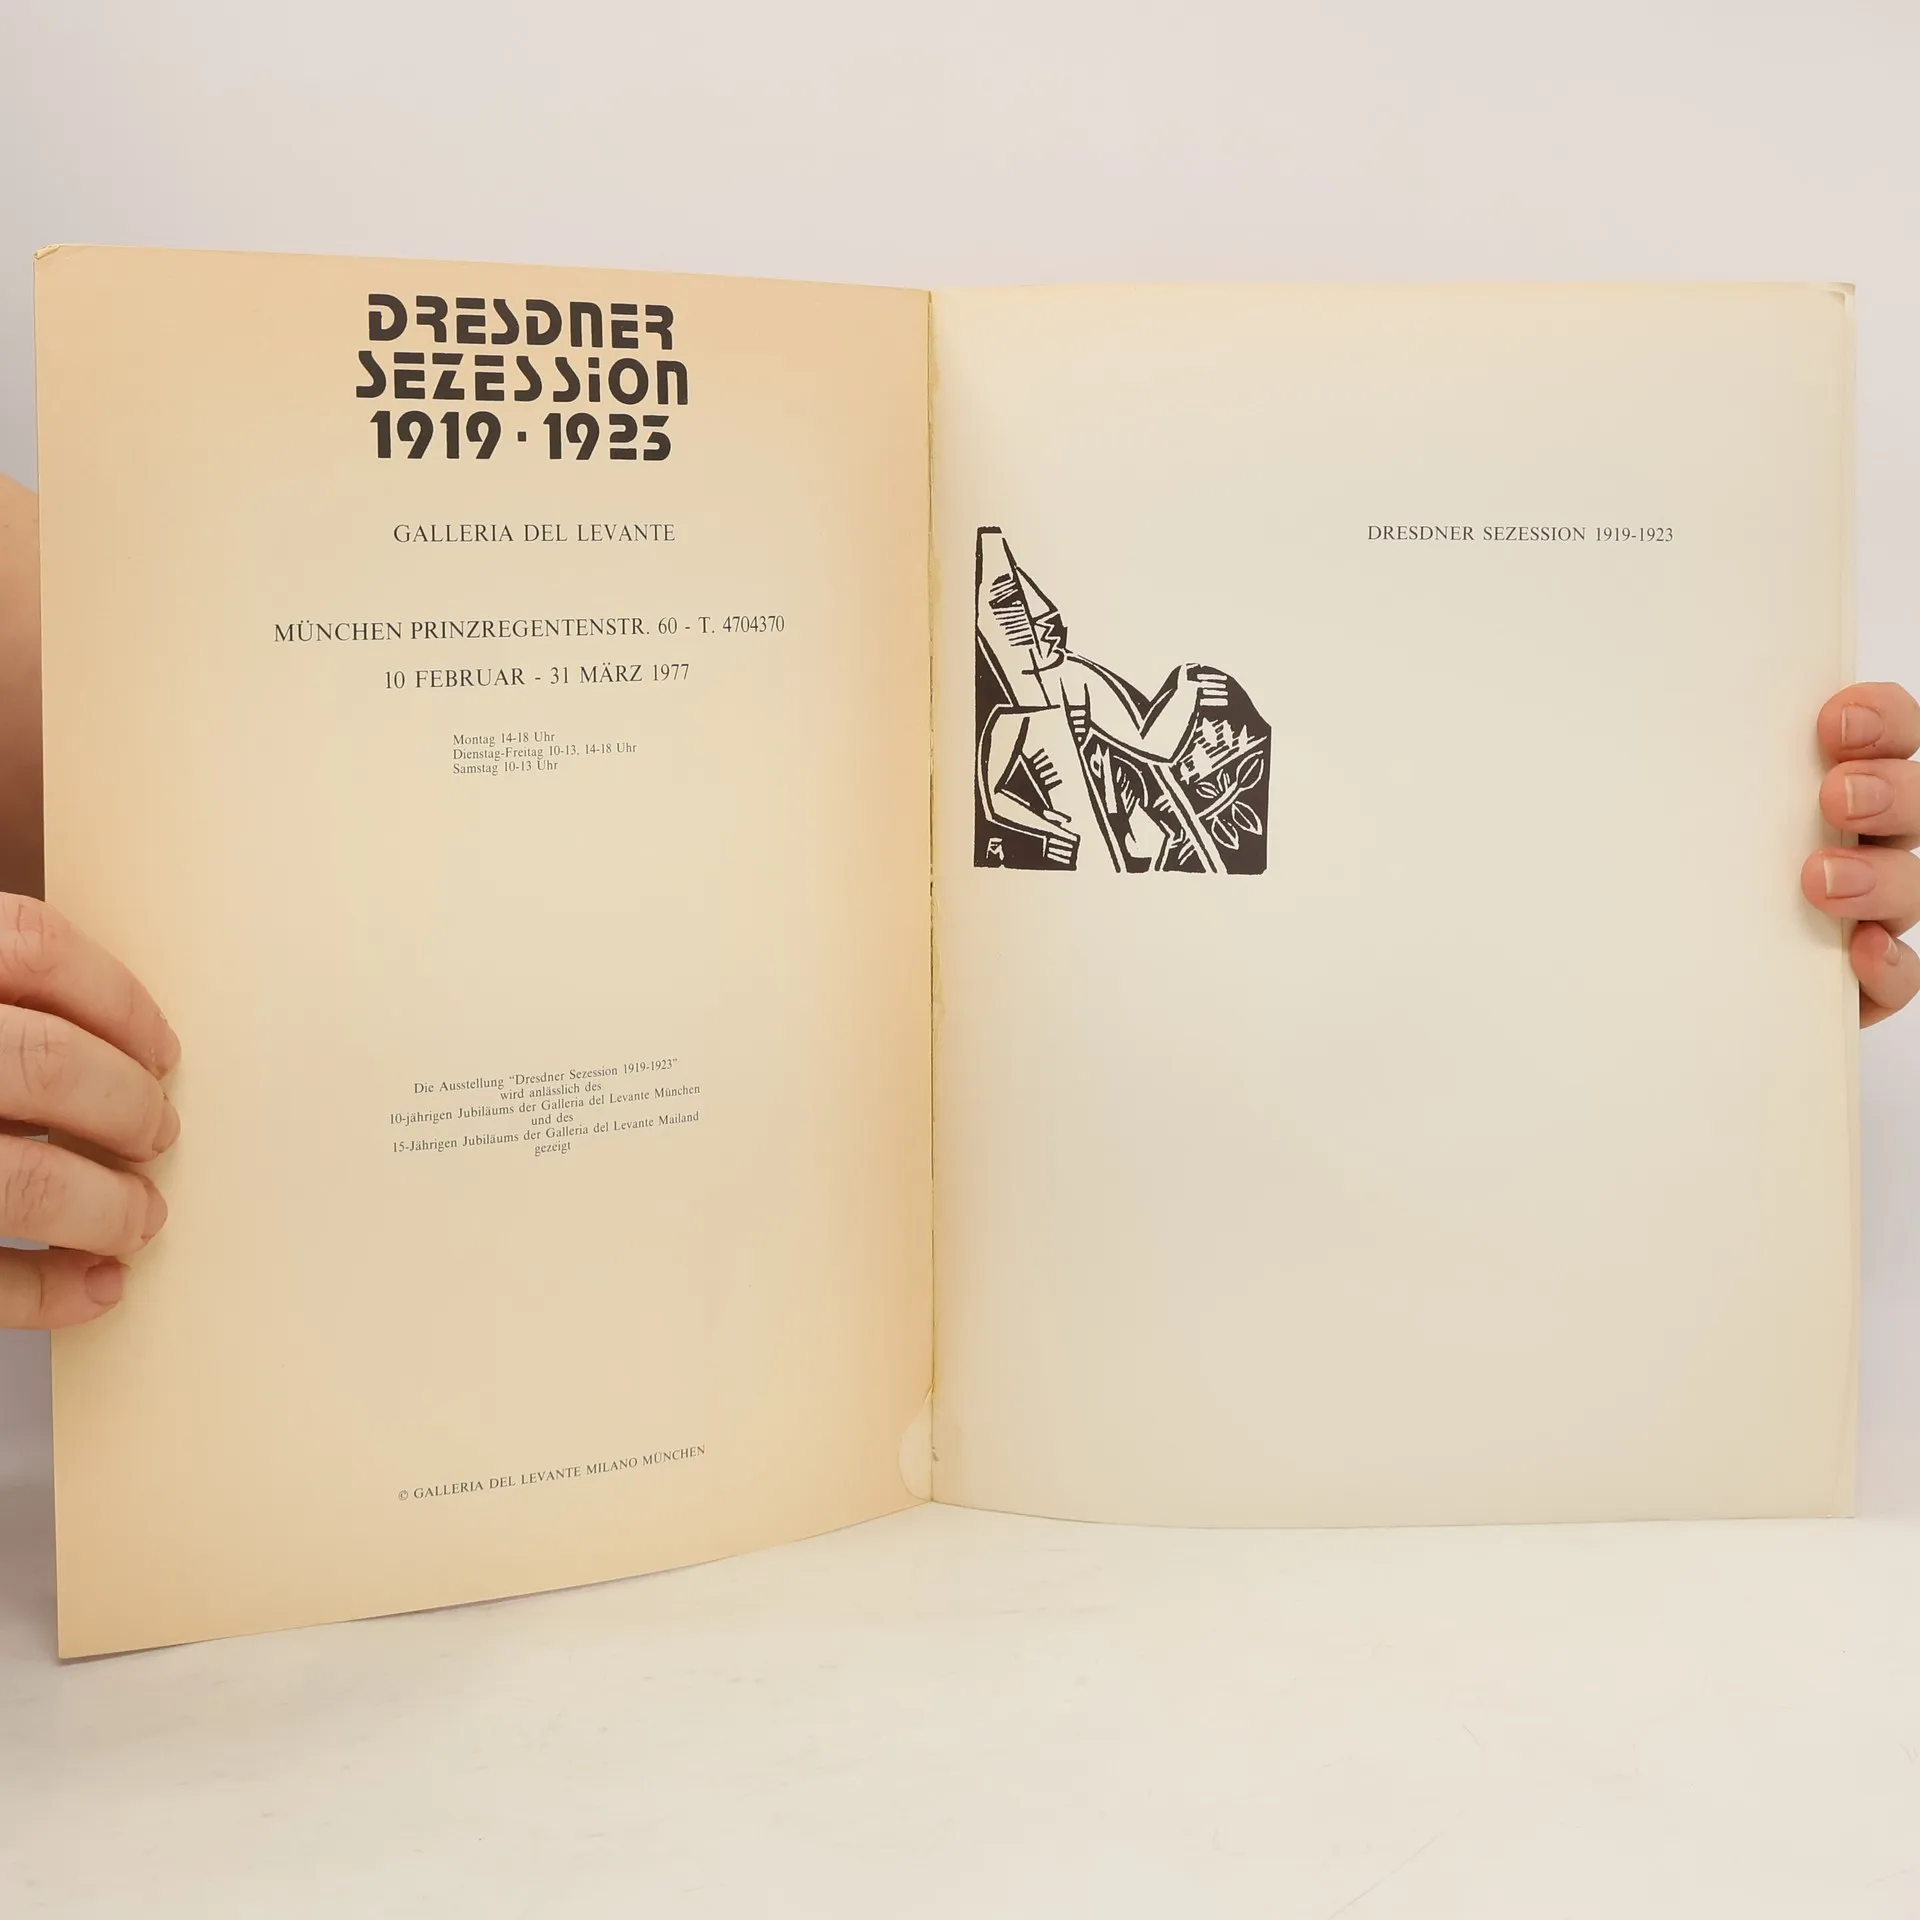 DRESDNER
SEZESSION
1919 · 1923
GALLERIA DEL LEVANTE
MÜNCHEN PRINZREGENTENSTR. 60 - T. 4704370
10 FEBRUAR - 31 MÄRZ 1977
Montag 14-18 Uhr
Dienstag-Freitag 10-13, 14-18 Uhr
Samstag 10-13 Uhr
Die Ausstellung “Dresdner Sezession 1919-1923”
wird anlässlich des
10-jährigen Jubiläums der Galleria del Levante München
und des
15-Jährigen Jubiläums der Galleria del Levante Mailand
gezeigt
© GALLERIA DEL LEVANTE MILANO MÜNCHEN
DRESDNER SEZESSION 1919-1923